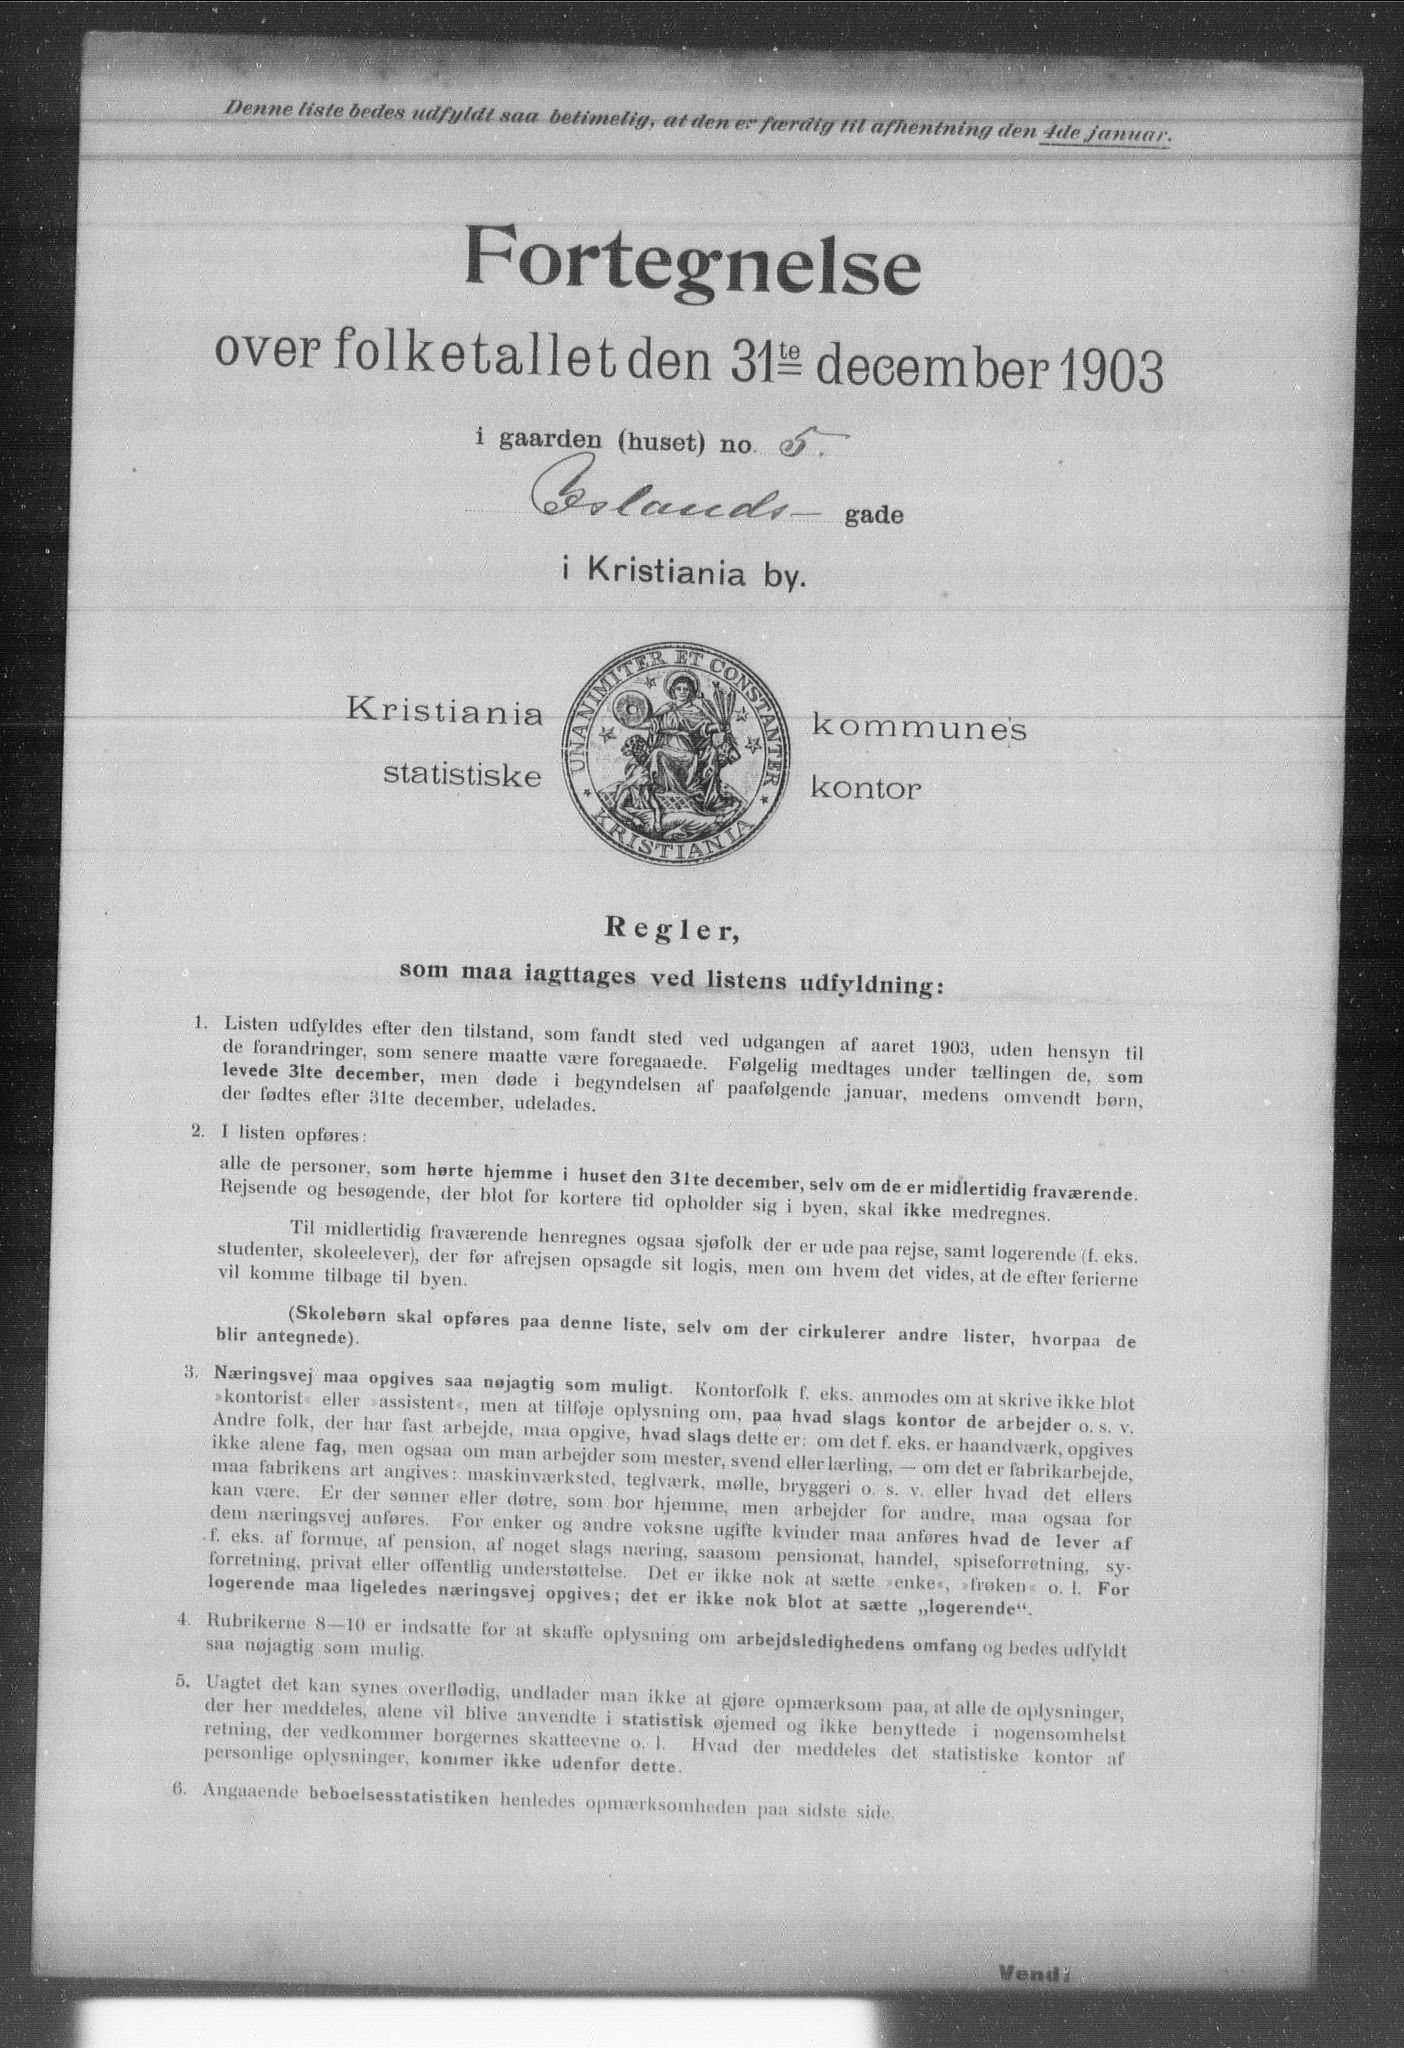 Denne liste bedes udfyldt saa betimelig, at den er færdig til afhentning den 4de januar.
Fortegnelse
over folketallet den 31te december 1903
i gaarden (huset) no. 5.
Eslands- gade
i Kristiania by.
Kristiania kommunes
statistiske kontor
UNANIMITER ET CONSTANTER
KRISTIANIA
Regler,
som maa iagttages ved listens udfyldning:
1. Listen udfyldes efter den tilstand, som fandt sted ved udgangen af aaret 1903, uden hensyn til
de forandringer, som senere maatte være foregaaede. Følgelig medtages under tællingen de, som
levede 31te december, men døde i begyndelsen af paafølgende januar, medens omvendt børn,
der fødtes efter 31te december, udelades.
2. I listen opføres:
alle de personer, som hørte hjemme i huset den 31te december, selv om de er midlertidig fraværende.
Rejsende og besøgende, der blot for kortere tid opholder sig i byen, skal ikke medregnes.
Til midlertidig fraværende henregnes ogsaa sjøfolk der er ude paa rejse, samt logerende (f. eks.
studenter, skoleelever), der før afrejsen opsagde sit logis, men om hvem det vides, at de efter ferierne
vil komme tilbage til byen.
(Skolebørn skal opføres paa denne liste, selv om der cirkulerer andre lister, hvorpaa de
blir antegnede).
3. Næringsvej maa opgives saa nøjagtig som muligt. Kontorfolk f. eks. anmodes om at skrive ikke blot
»kontorist« eller »assistent«, men at tilføje oplysning om, paa hvad slags kontor de arbejder o. s. v.
Andre folk, der har fast arbejde, maa opgive, hvad slags dette er: om det f. eks. er haandværk, opgives
ikke alene fag, men ogsaa om man arbejder som mester, svend eller lærling, — om det er fabrikarbejde,
maa fabrikens art angives: maskinværksted, teglværk, mølle, bryggeri o. s. v. eller hvad det ellers
kan være. Er der sønner eller døtre, som bor hjemme, men arbejder for andre, maa ogsaa for
dem næringsvej anføres. For enker og andre voksne ugifte kvinder maa anføres hvad de lever af
f. eks. af formue, af pension, af noget slags næring, saasom pensionat, handel, spiseforretning, sy-
forretning, privat eller offentlig understøttelse. Det er ikke nok at sætte »enke«, »frøken« o. l. For
logerende maa ligeledes næringsvej opgives; det er ikke nok blot at sætte „logerende“.
4. Rubrikerne 8—10 er indsatte for at skaffe oplysning om arbejdsledighedens omfang og bedes udfyldt
saa nøjagtig som mulig.
5. Uagtet det kan synes overflødig, undlader man ikke at gjøre opmærksom paa, at alle de oplysninger,
der her meddeles, alene vil blive anvendte i statistisk øjemed og ikke benyttede i nogensomhelst
retning, der vedkommer borgernes skatteevne o. l. Hvad der meddeles det statistiske kontor af
personlige oplysninger, kommer ikke udenfor dette.
6. Angaaende beboelsesstatistiken henledes opmærksomheden paa sidste side.
Vend!